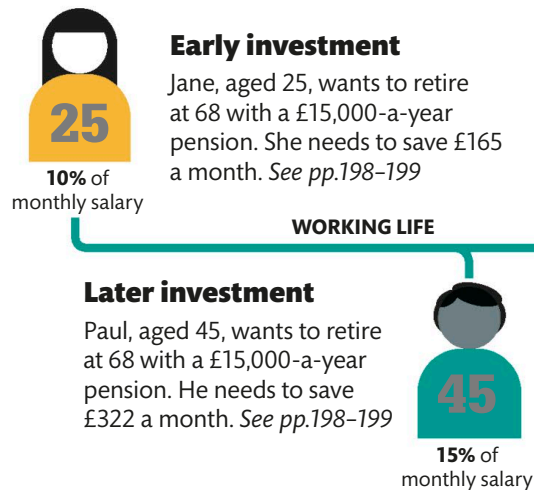 Early investment
Jane, aged 25, wants to retire
at 68 with a £15,000-a-year
pension. She needs to save £165
a month. See pp.198–199
25
10% of
monthly salary
WORKING LIFE
Later investment
Paul, aged 45, wants to retire
at 68 with a £15,000-a-year
pension. He needs to save
£322 a month. See pp.198–199
45
15% of
monthly salary